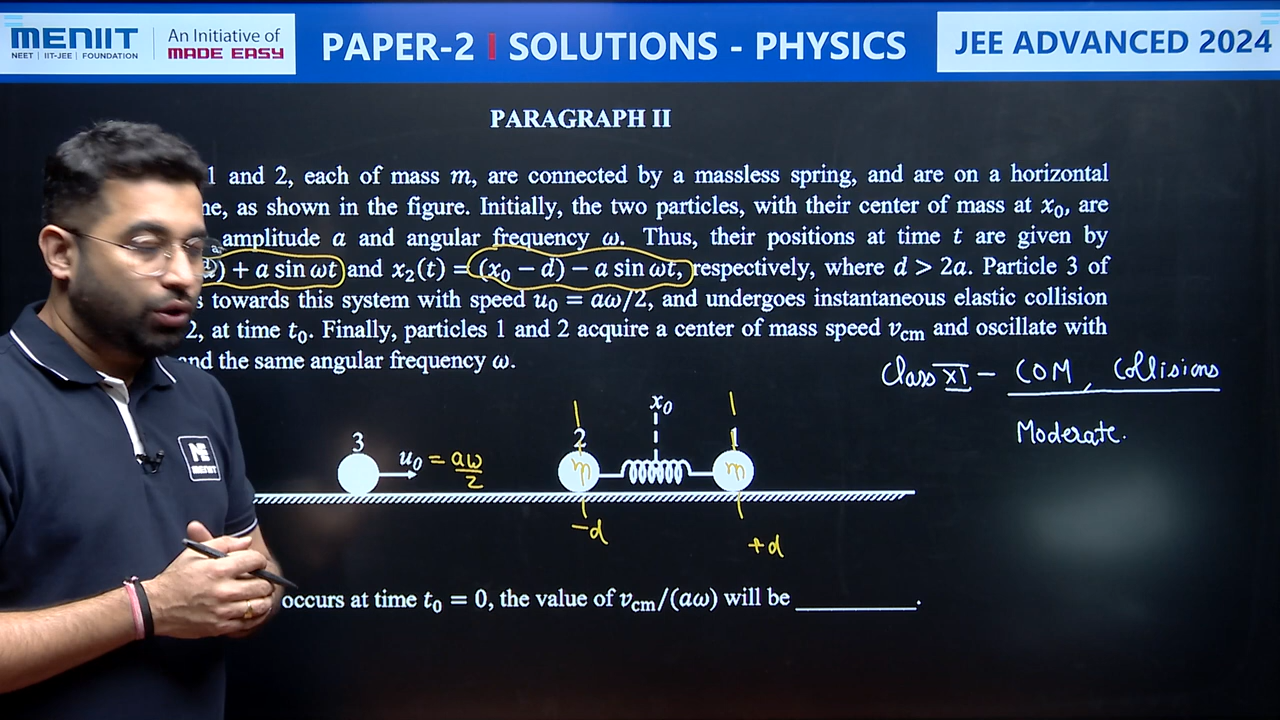 MENIIT
NEET | IIT-JEE | FOUNDATION
An Initiative of
MADE EASY
PAPER-2 | SOLUTIONS - PHYSICS
JEE ADVANCED 2024
PARAGRAPH II
1 and 2, each of mass m, are connected by a massless spring, and are on a horizontal
ne, as shown in the figure. Initially, the two particles, with their center of mass at x₀, are
amplitude a and angular frequency ω. Thus, their positions at time t are given by
) + a sin ωt and x₂(t) = (x₀ − d) − a sin ωt, respectively, where d > 2a. Particle 3 of
s towards this system with speed u₀ = aω/2, and undergoes instantaneous elastic collision
2, at time t₀. Finally, particles 1 and 2 acquire a center of mass speed v_cm and oscillate with
and the same angular frequency ω.
Class XI – COM, Collisions
Moderate.
x₀
3
u₀ = aω/2
2
1
m
m
-d
+d
occurs at time t₀ = 0, the value of v_cm/(aω) will be ________.
MENIIT